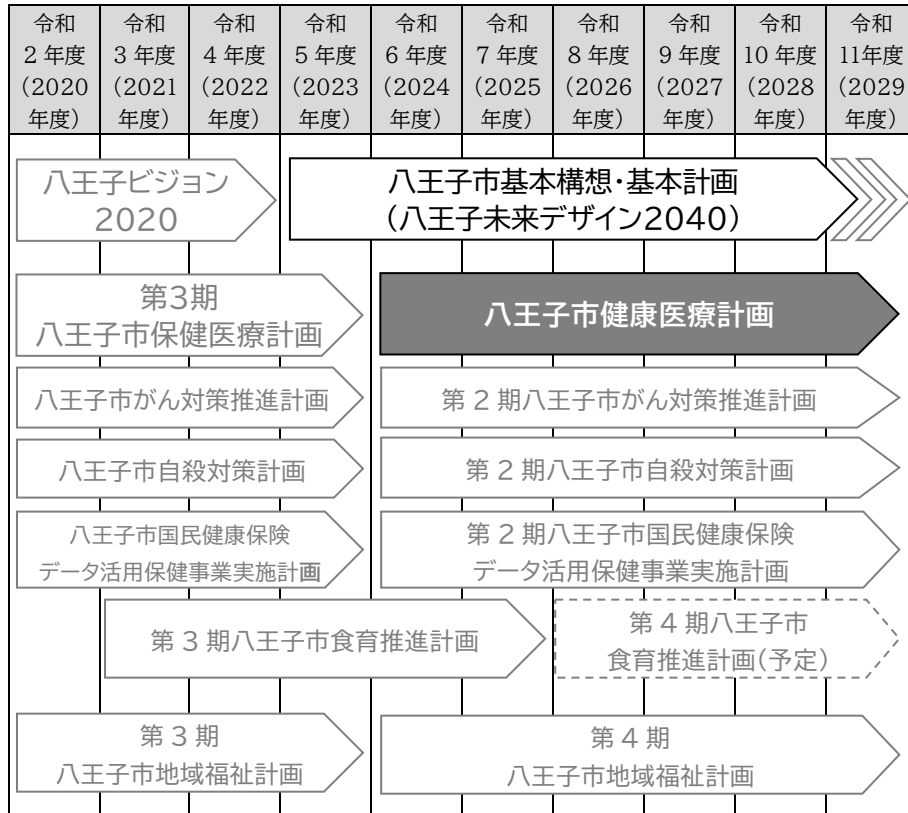 令和
2 年度
(2020
年度)
令和
3 年度
(2021
年度)
令和
4 年度
(2022
年度)
令和
5 年度
(2023
年度)
令和
6 年度
(2024
年度)
令和
7 年度
(2025
年度)
令和
8 年度
(2026
年度)
令和
9 年度
(2027
年度)
令和
10 年度
(2028
年度)
令和
11年度
(2029
年度)
八王子ビジョン
2020
八王子市基本構想・基本計画
(八王子未来デザイン2040)
第3期
八王子市保健医療計画
八王子市健康医療計画
八王子市がん対策推進計画
第 2 期八王子市がん対策推進計画
八王子市自殺対策計画
第 2 期八王子市自殺対策計画
八王子市国民健康保険
データ活用保健事業実施計画
第 2 期八王子市国民健康保険
データ活用保健事業実施計画
第 3 期八王子市食育推進計画
第 4 期八王子市
食育推進計画(予定)
第 3 期
八王子市地域福祉計画
第 4 期
八王子市地域福祉計画